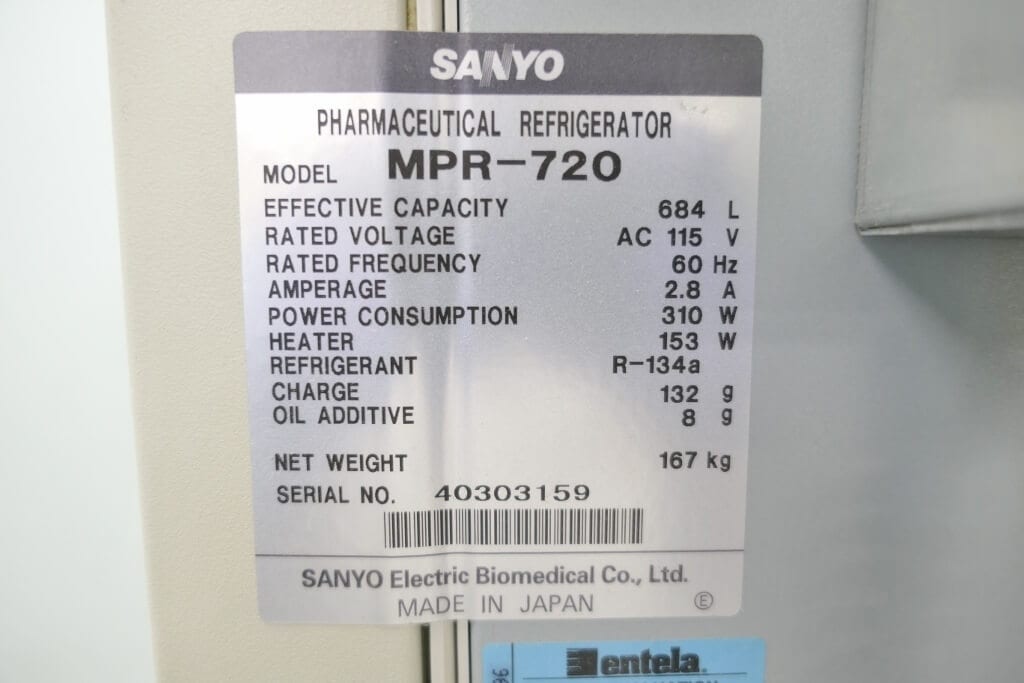 SANYO
PHARMACEUTICAL REFRIGERATOR
MODEL MPR-720
EFFECTIVE CAPACITY 684 L
RATED VOLTAGE AC 115 V
RATED FREQUENCY 60 Hz
AMPERAGE 2.8 A
POWER CONSUMPTION 310 W
HEATER 153 W
REFRIGERANT R-134a
CHARGE 132 g
OIL ADDITIVE 8 g
NET WEIGHT 167 kg
SERIAL NO. 40303159
SANYO Electric Biomedical Co., Ltd.
MADE IN JAPAN Ⓔ
entela.